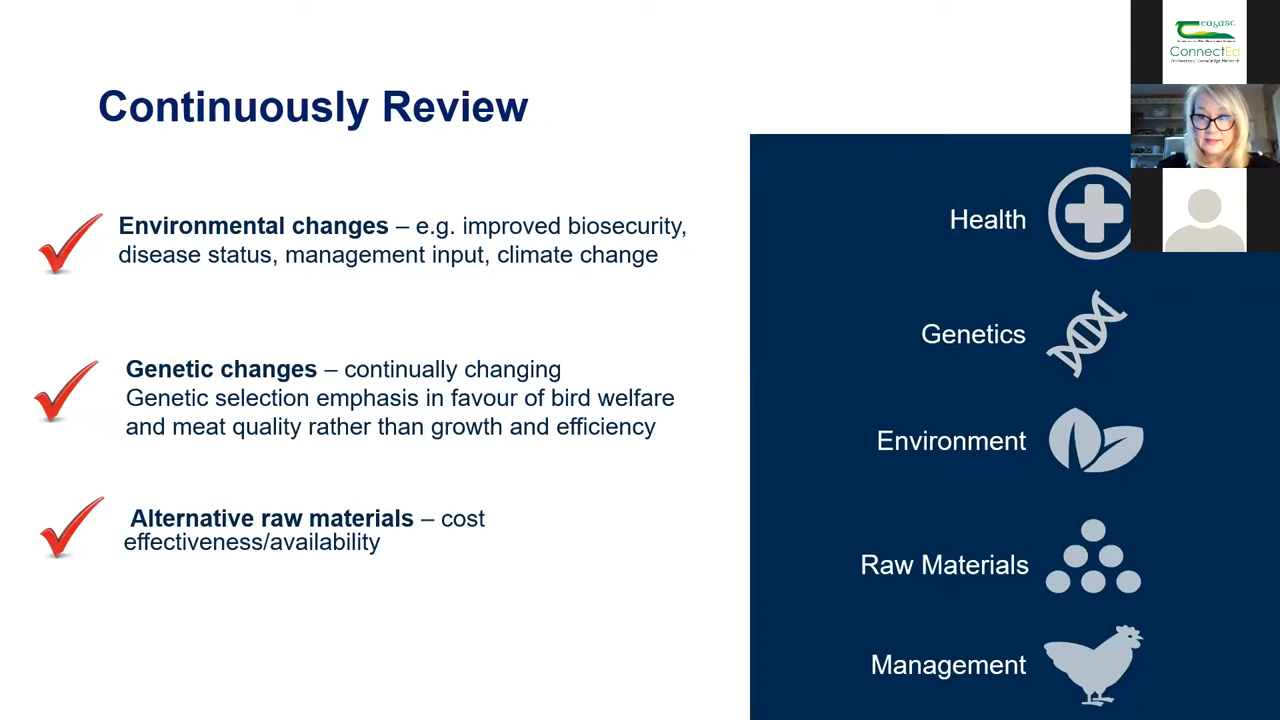 Continuously Review
Environmental changes – e.g. improved biosecurity,
disease status, management input, climate change
Genetic changes – continually changing
Genetic selection emphasis in favour of bird welfare
and meat quality rather than growth and efficiency
Alternative raw materials – cost
effectiveness/availability
Health
Genetics
Environment
Raw Materials
Management
eagasc
ConnectEd